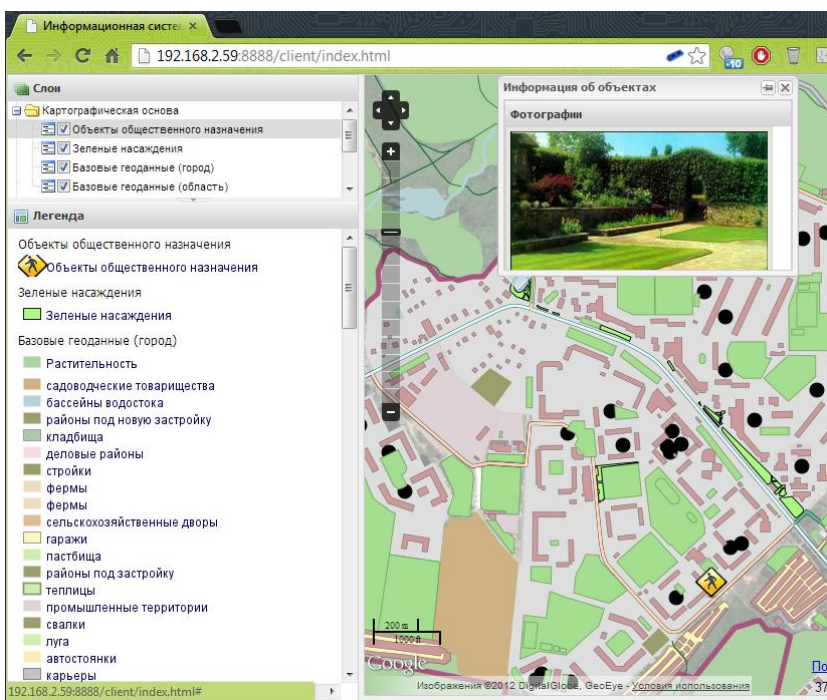 Информационная систе
192.168.2.59:8888/client/index.html
-10
Слои
Картографическая основа
Объекты общественного назначения
Зеленые насаждения
Базовые геоданные (город)
Базовые геоданные (область)
Легенда
Объекты общественного назначения
Объекты общественного назначения
Зеленые насаждения
Зеленые насаждения
Базовые геоданные (город)
Растительность
садоводческие товарищества
бассейны водостока
районы под новую застройку
кладбища
деловые районы
стройки
фермы
фермы
сельскохозяйственные дворы
гаражи
пастбища
районы под застройку
теплицы
промышленные территории
свалки
луга
автостоянки
карьеры
192.168.2.59:8888/client/index.html#
Информация об объектах
Фотографии
200 m
1000 ft
Google
Изображения ©2012 DigitalGlobe, GeoEye - Условия использования
По
37